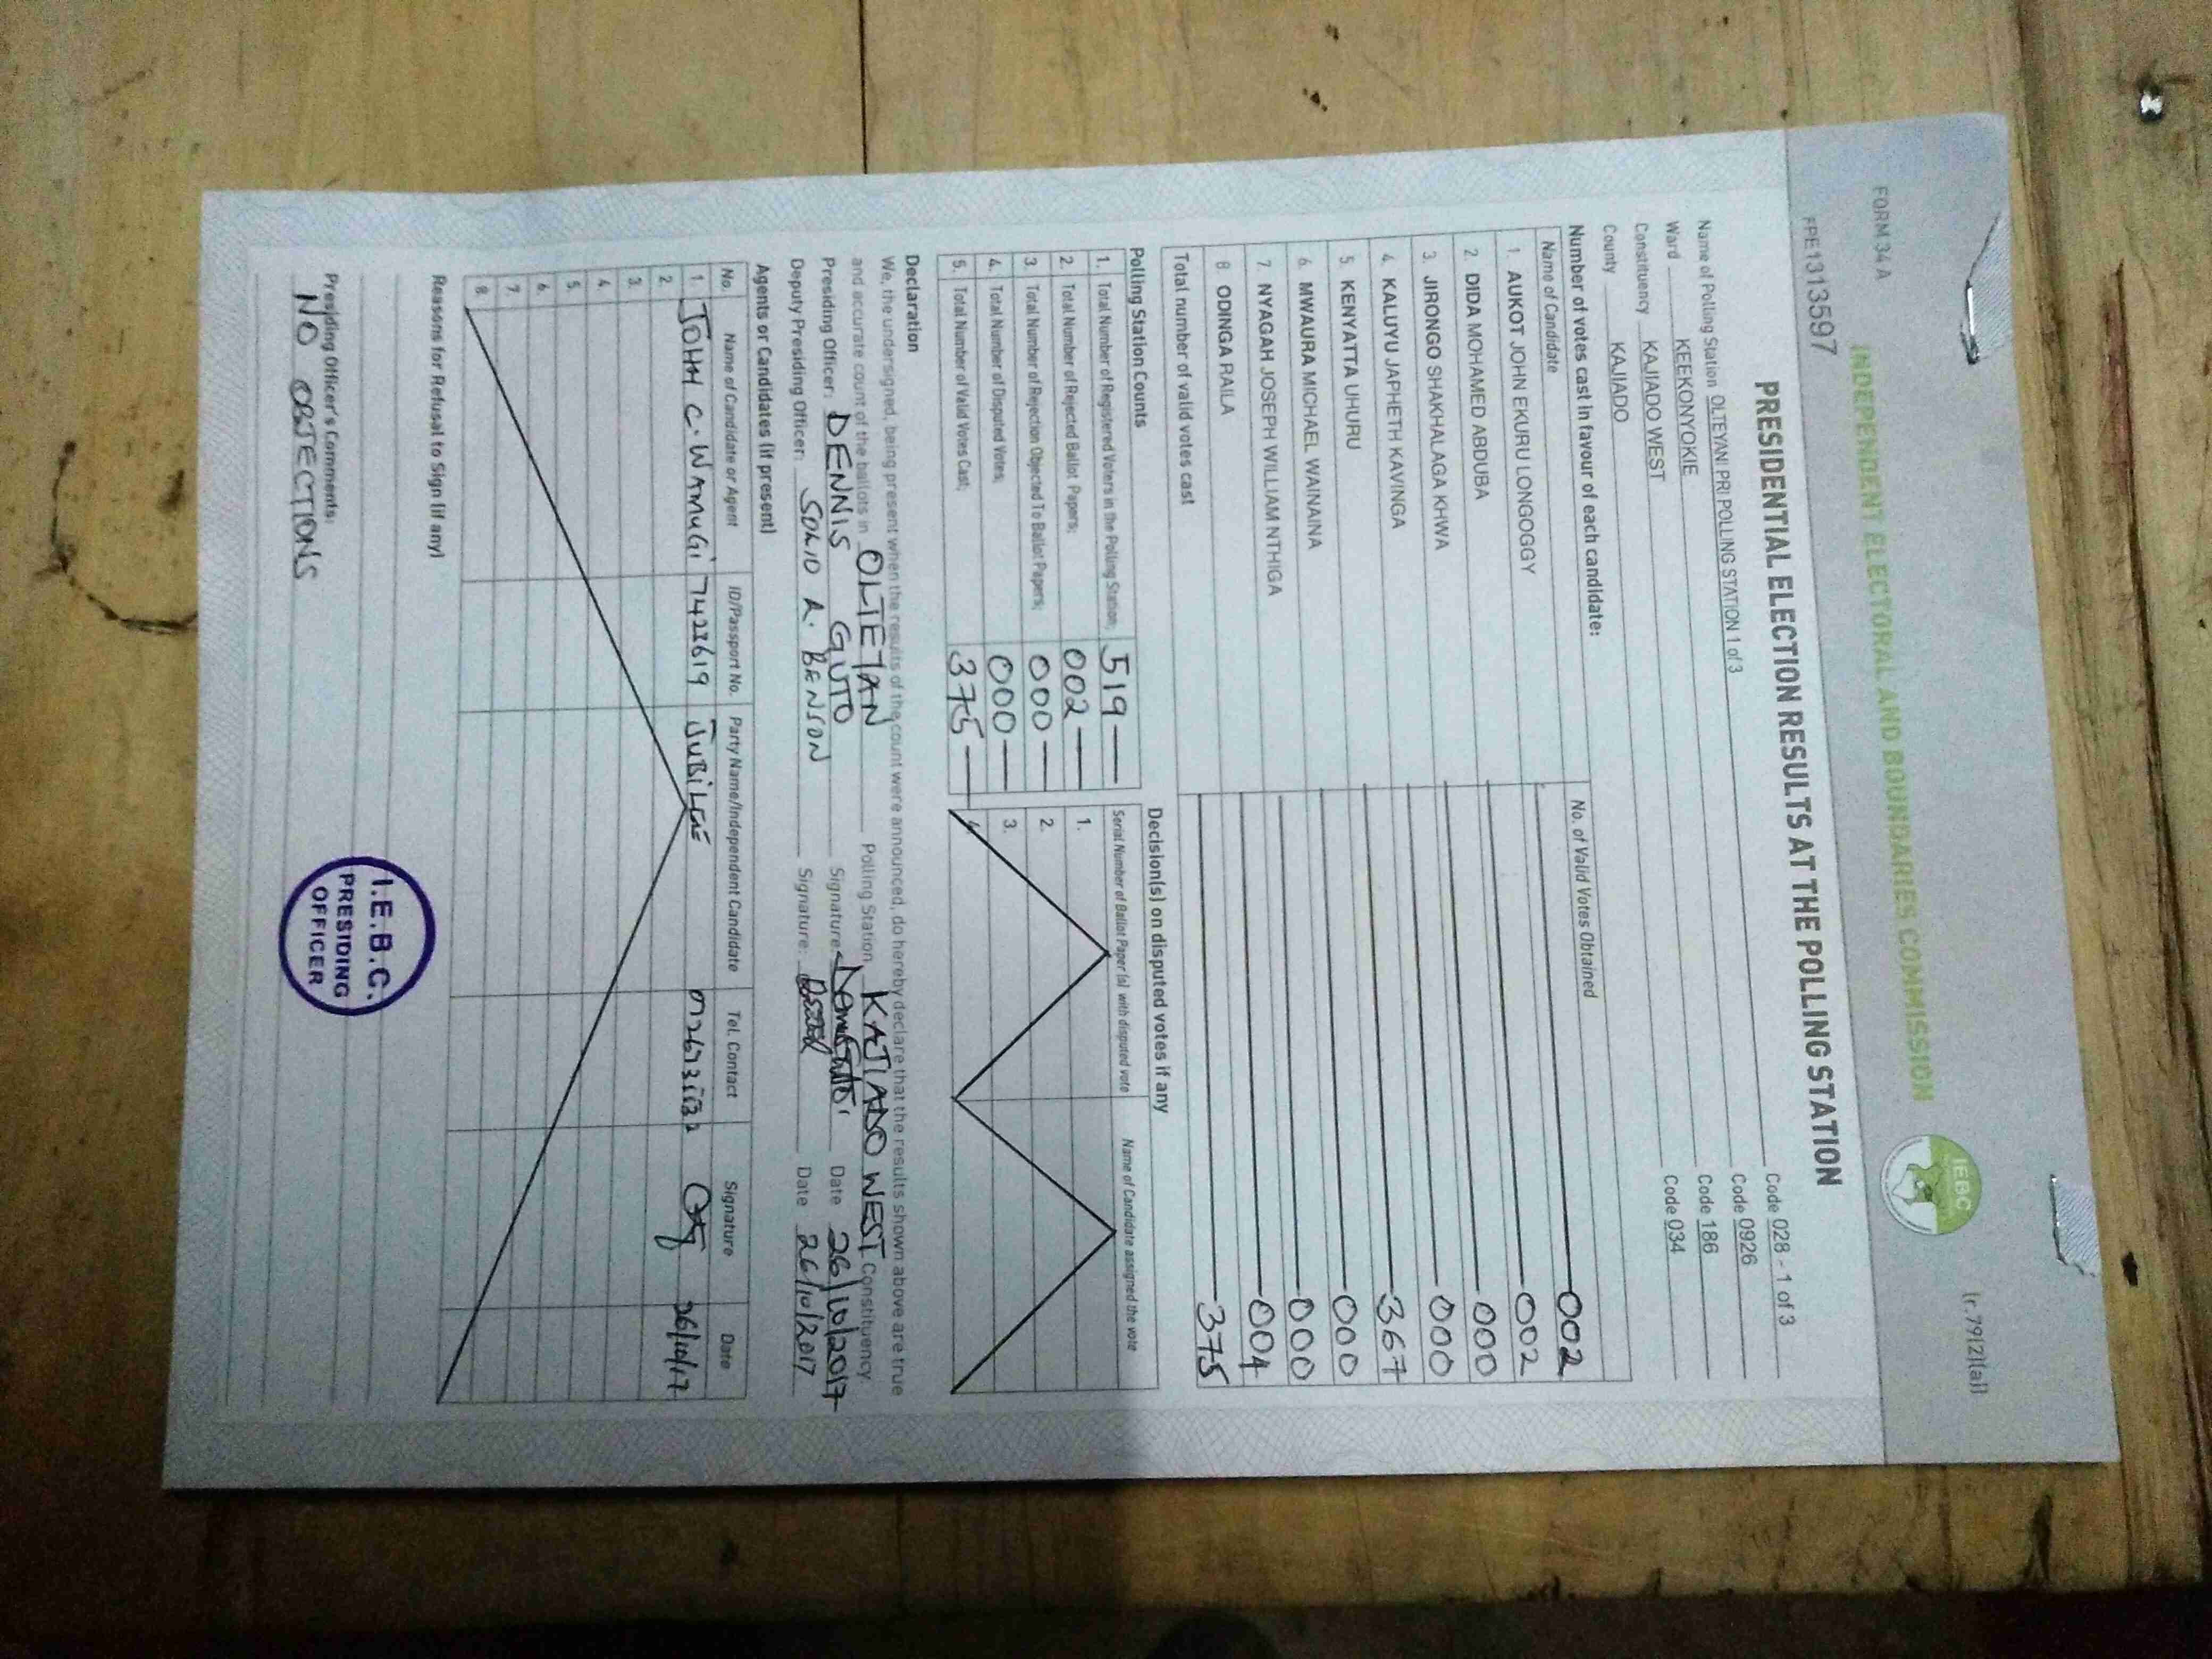 FORM 34 A
(r.79(2)(a))
INDEPENDENT ELECTORAL AND BOUNDARIES COMMISSION
IEBC
FPE1313597
PRESIDENTIAL ELECTION RESULTS AT THE POLLING STATION
Name of Polling Station OLTEYANI PRI POLLING STATION 1 of 3 Code 028 - 1 of 3
Ward KEEKONYOKIE Code 0926
Constituency KAJIADO WEST Code 186
County KAJIADO Code 034
Number of votes cast in favour of each candidate:
Name of Candidate No. of Valid Votes Obtained
1. AUKOT JOHN EKURU LONGOGGY 002
2. DIDA MOHAMED ABDUBA 002
3. JIRONGO SHAKHALAGA KHWA 000
4. KALUYU JAPHETH KAVINGA 000
5. KENYATTA UHURU 367
6. MWAURA MICHAEL WAINAINA 000
7. NYAGAH JOSEPH WILLIAM NTHIGA 000
8. ODINGA RAILA 004
Total number of valid votes cast 375
Polling Station Counts
1. Total Number of Registered Voters in the Polling Station; 519
2. Total Number of Rejected Ballot Papers; 002
3. Total Number of Rejection Objected To Ballot Papers; 000
4. Total Number of Disputed Votes; 000
5. Total Number of Valid Votes Cast; 375
Decision(s) on disputed votes if any
Serial Number of Ballot Paper (s) with disputed vote Name of Candidate assigned the vote
1.
2.
3.
4.
Declaration
We, the undersigned, being present when the results of the count were announced, do hereby declare that the results shown above are true
and accurate count of the ballots in OLTEYAN Polling Station KAJIADO WEST Constituency
Presiding Officer: DENNIS GUTO Signature: Date 26/10/2017
Deputy Presiding Officer: BENSON Signature: Date 26/10/2017
Agents or Candidates (if present)
No. Name of Candidate or Agent ID/Passport No. Party Name/Independent Candidate Tel. Contact Signature Date
1. JOHN C. WAMUGI 7428619 JUBILEE 26/10/17
2.
3.
4.
5.
6.
7.
8.
Reasons for Refusal to Sign (if any)
Presiding Officer's Comments:
NO OBJECTIONS
I.E.B.C.
PRESIDING
OFFICER